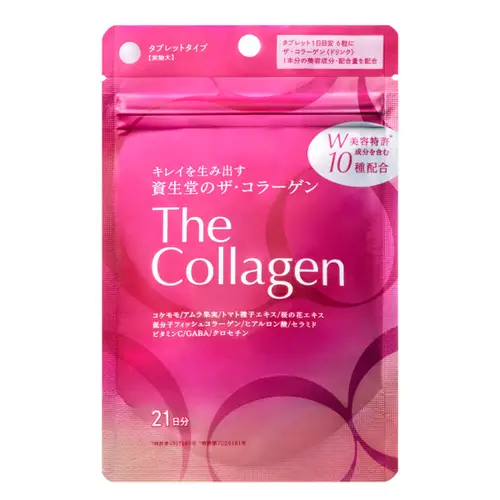 タブレットタイプ
【実物大】
タブレット1日目安 6粒に
ザ・コラーゲン〈ドリンク〉
1本分の美容成分・配合量を配合
W美容特許*
成分を含む
10種配合
キレイを生み出す
資生堂のザ・コラーゲン
The
Collagen
コケモモ/アムラ果実/トマト種子エキス/桜の花エキス
低分子フィッシュコラーゲン/ヒアルロン酸/セラミド
ビタミンC/GABA/クロセチン
21日分